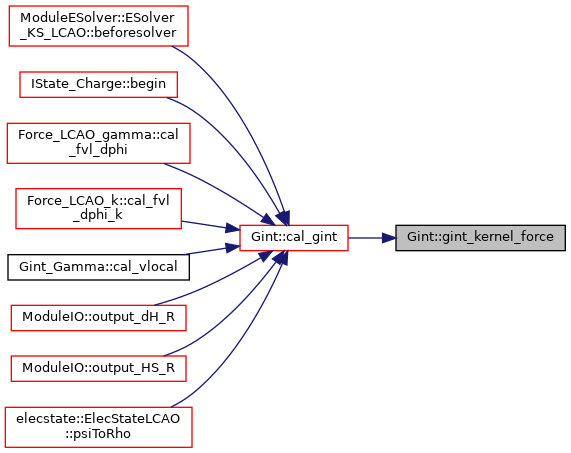 ModuleESolver::ESolver
_KS_LCAO::beforesolver
IState_Charge::begin
Force_LCAO_gamma::cal
_fvl_dphi
Force_LCAO_k::cal_fvl
_dphi_k
Gint::cal_gint
Gint::gint_kernel_force
Gint_Gamma::cal_vlocal
ModuleIO::output_dH_R
ModuleIO::output_HS_R
elecstate::ElecStateLCAO
::psiToRho